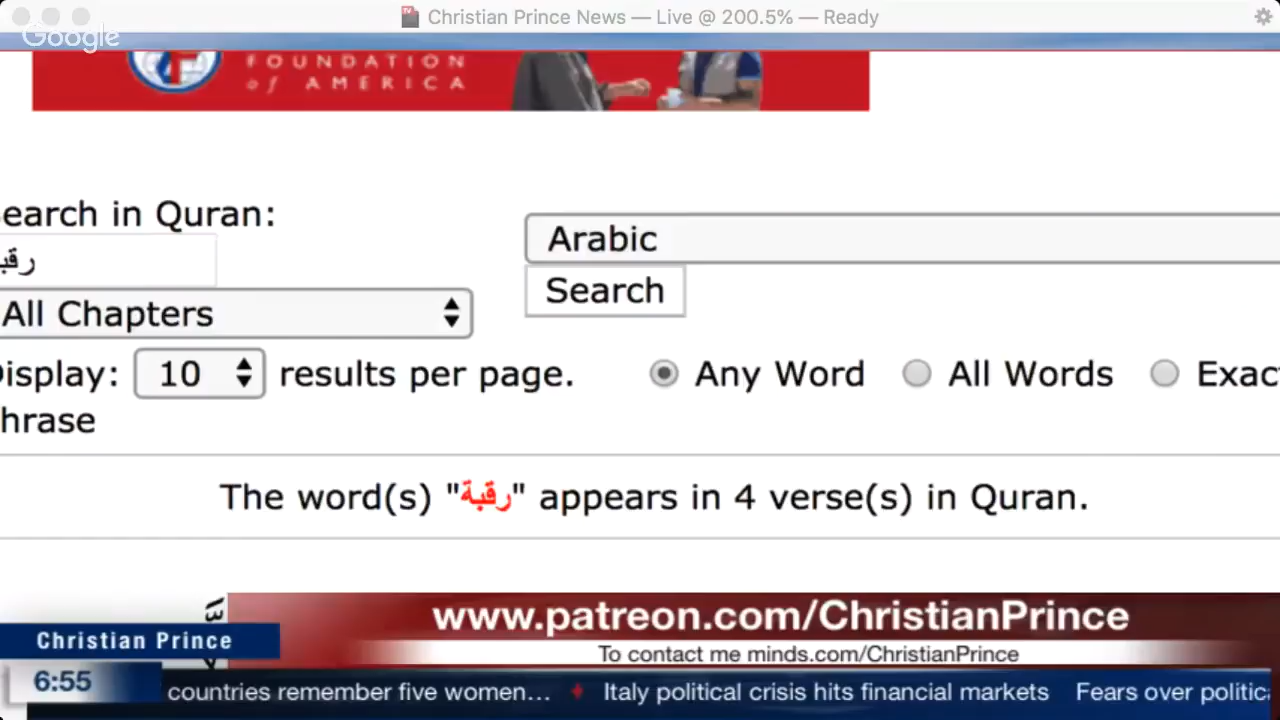 Christian Prince News — Live @ 200.5% — Ready
Google
FOUNDATION
of AMERICA
earch in Quran:
Arabic
رقب
Search
All Chapters
isplay: 10 results per page. Any Word All Words Exac
hrase
The word(s) "رقبة" appears in 4 verse(s) in Quran.
www.patreon.com/ChristianPrince
Christian Prince
To contact me minds.com/ChristianPrince
6:55
countries remember five women... Italy political crisis hits financial markets Fears over politic